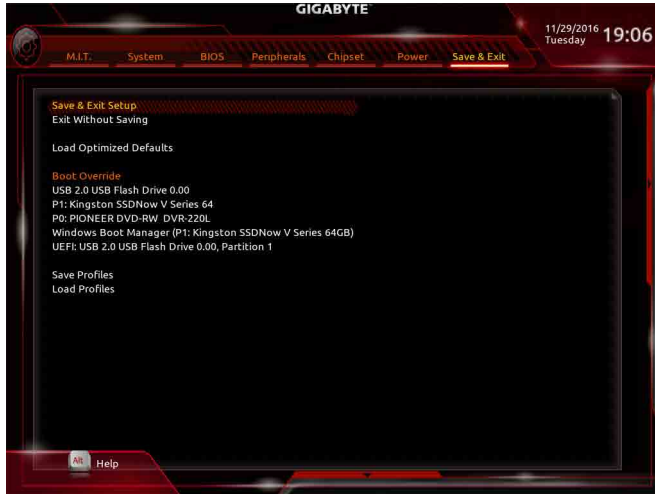 GIGABYTE
11/29/2016 19:06
Tuesday
M.I.T. System BIOS Peripherals Chipset Power Save & Exit
Save & Exit Setup
Exit Without Saving
Load Optimized Defaults
Boot Override
USB 2.0 USB Flash Drive 0.00
P1: Kingston SSDNow V Series 64
P0: PIONEER DVD-RW DVR-220L
Windows Boot Manager (P1: Kingston SSDNow V Series 64GB)
UEFI: USB 2.0 USB Flash Drive 0.00, Partition 1
Save Profiles
Load Profiles
Alt Help